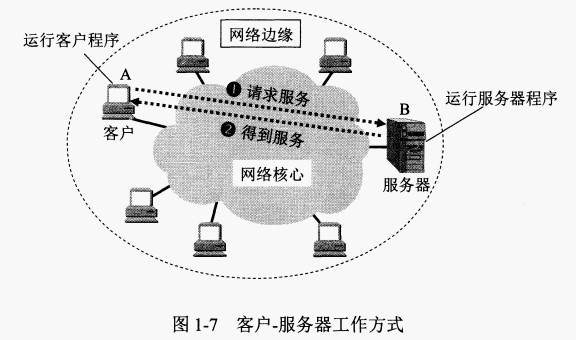 网络边缘
运行客户程序
A
❶ 请求服务
B
运行服务器程序
客户
❷ 得到服务
网络核心
服务器
图 1-7 客户-服务器工作方式